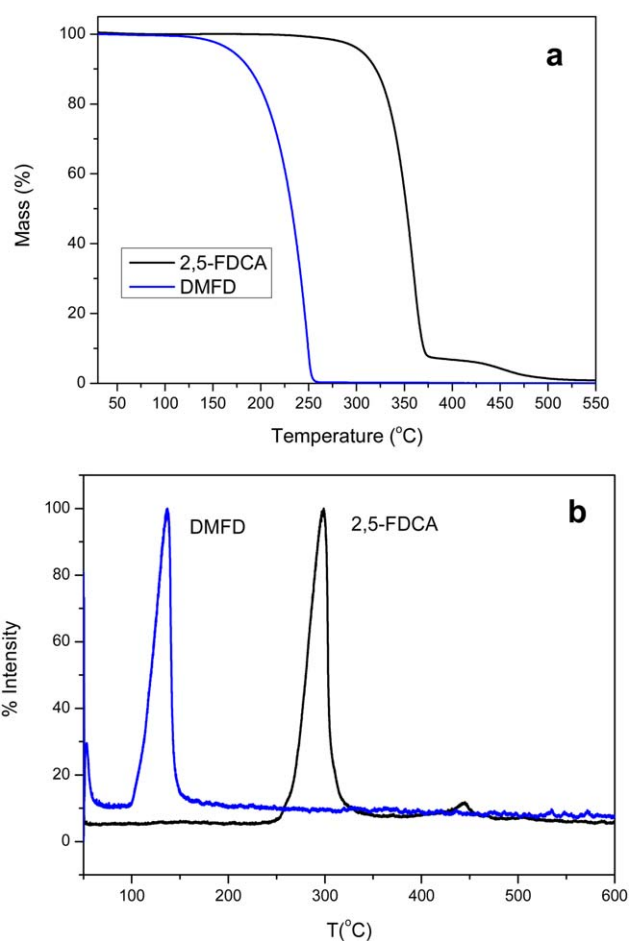 a
100
80
60
40
20
0
Mass (%)
2,5-FDCA
DMFD
50 100 150 200 250 300 350 400 450 500 550
Temperature (°C)
b
DMFD
2,5-FDCA
100
80
60
40
20
0
% Intensity
100 200 300 400 500 600
T(°C)